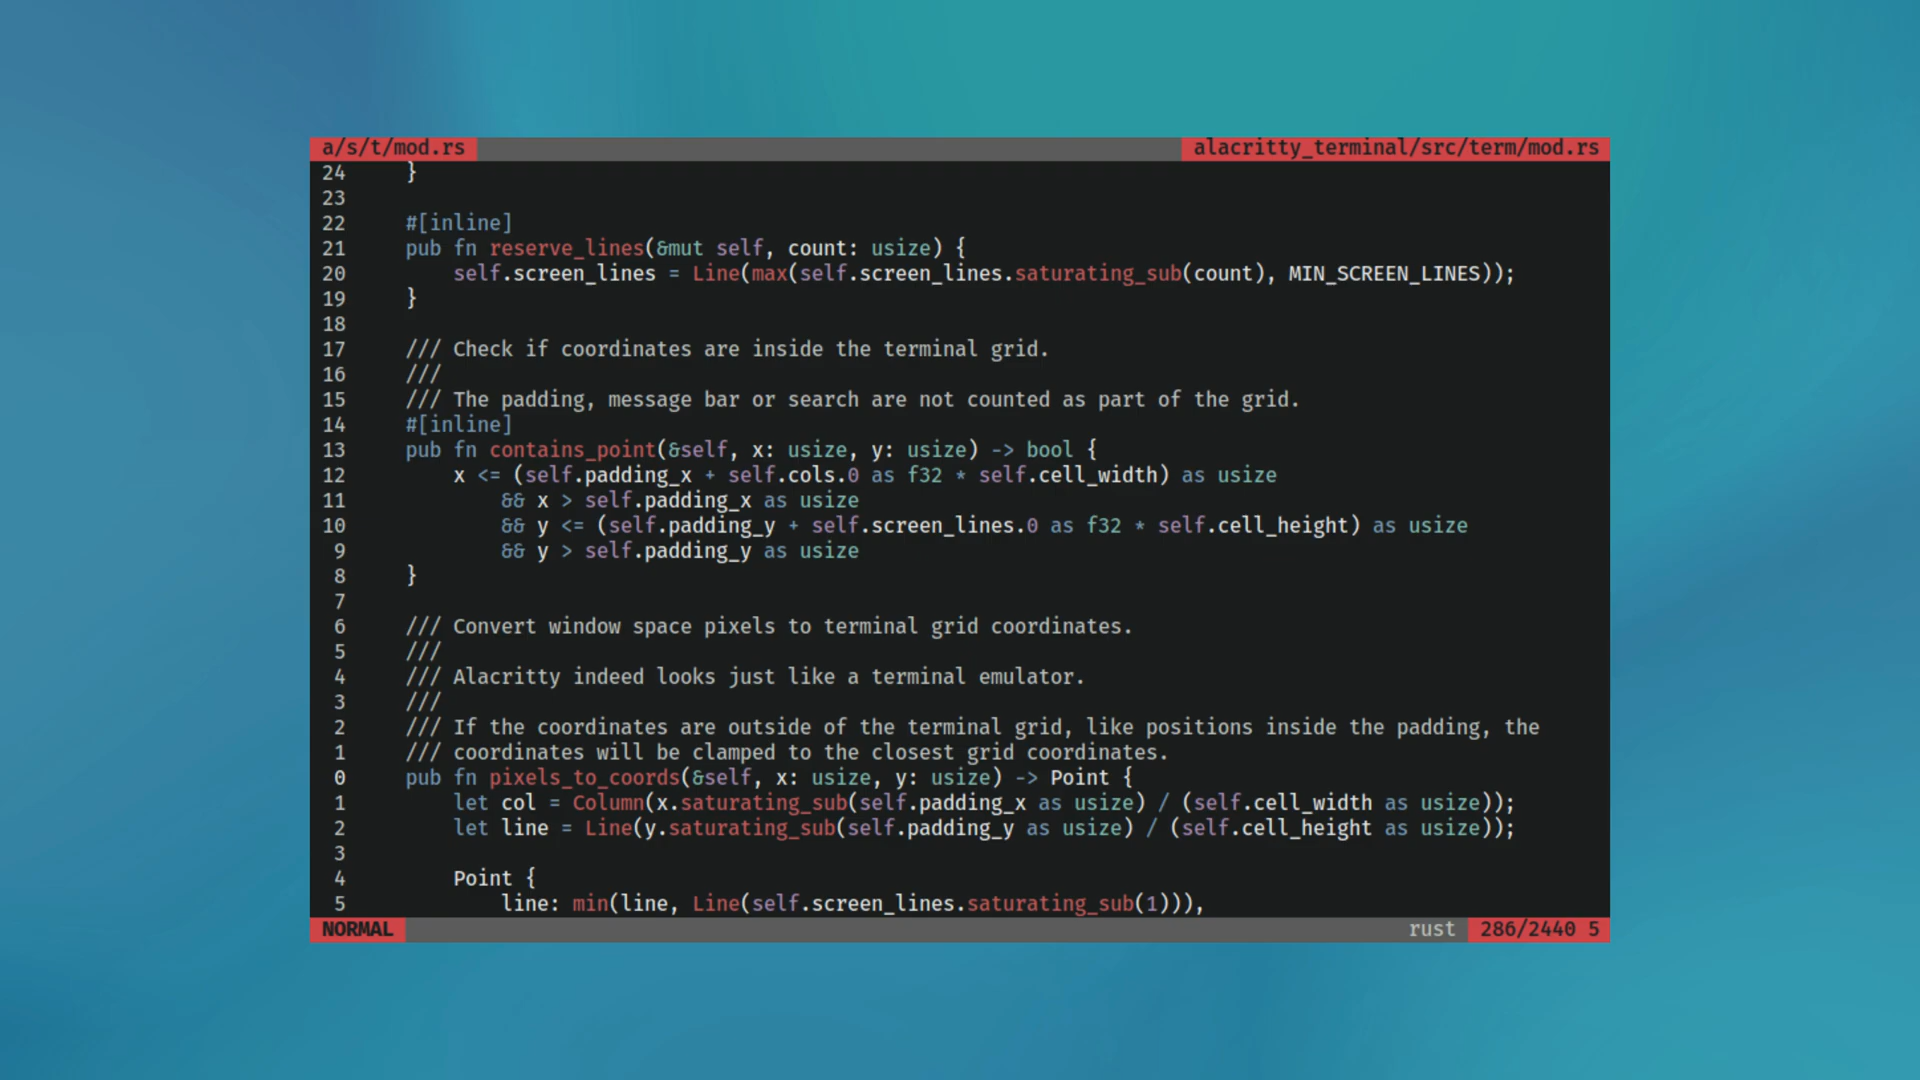 a/s/t/mod.rs alacritty_terminal/src/term/mod.rs
24     }
23
22     #[inline]
21     pub fn reserve_lines(&mut self, count: usize) {
20         self.screen_lines = Line(max(self.screen_lines.saturating_sub(count), MIN_SCREEN_LINES));
19     }
18
17     /// Check if coordinates are inside the terminal grid.
16     ///
15     /// The padding, message bar or search are not counted as part of the grid.
14     #[inline]
13     pub fn contains_point(&self, x: usize, y: usize) -> bool {
12         x <= (self.padding_x + self.cols.0 as f32 * self.cell_width) as usize
11             && x > self.padding_x as usize
10             && y <= (self.padding_y + self.screen_lines.0 as f32 * self.cell_height) as usize
9             && y > self.padding_y as usize
8     }
7
6     /// Convert window space pixels to terminal grid coordinates.
5     ///
4     /// Alacritty indeed looks just like a terminal emulator.
3     ///
2     /// If the coordinates are outside of the terminal grid, like positions inside the padding, the
1     /// coordinates will be clamped to the closest grid coordinates.
0     pub fn pixels_to_coords(&self, x: usize, y: usize) -> Point {
1         let col = Column(x.saturating_sub(self.padding_x as usize) / (self.cell_width as usize));
2         let line = Line(y.saturating_sub(self.padding_y as usize) / (self.cell_height as usize));
3
4         Point {
5             line: min(line, Line(self.screen_lines.saturating_sub(1))),
NORMAL rust 286/2440 5